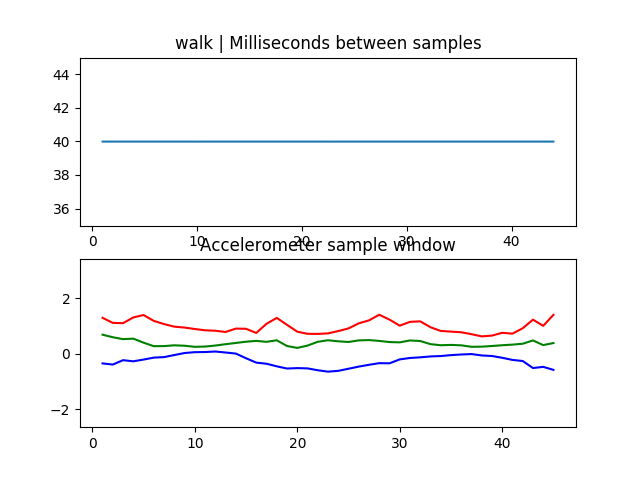 walk | Milliseconds between samples
44
42
40
38
36
0 10 20 30 40
Accelerometer sample window
2
0
−2
0 10 20 30 40